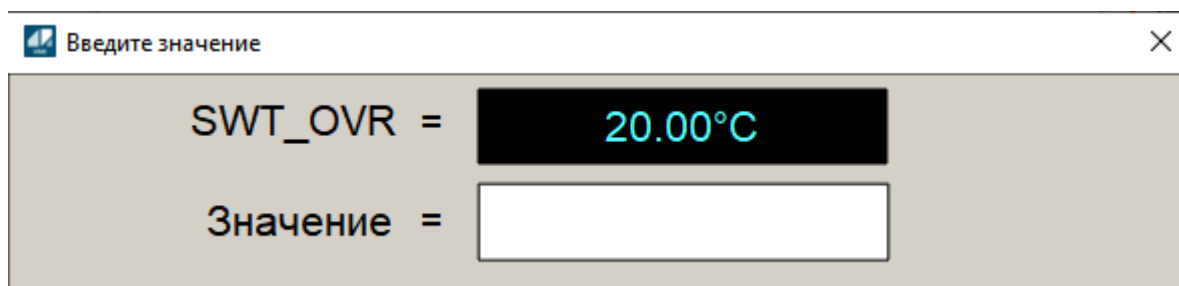 Введите значение
SWT_OVR = 20.00°C
Значение =